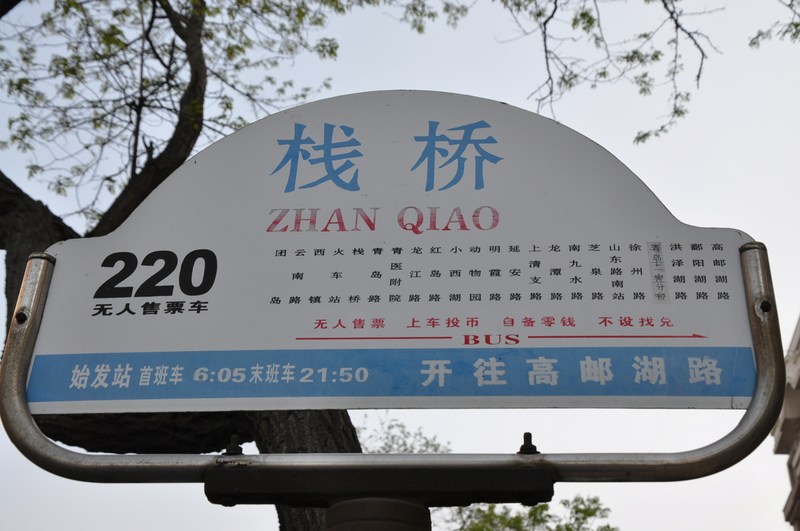 栈桥
ZHAN QIAO
220
无人售票车
团岛
云南路
西镇
火车站
栈桥
青岛路
青医附院
龙江路
红岛路
小西湖
动物园
明霞路
延安路
上清支路
龙潭路
南九水路
芝泉路
山东路南站
徐州路
洪泽湖路
鄱阳湖路
高邮湖路
无人售票 上车投币 自备零钱 不设找兑
BUS
始发站 首班车 6:05末班车21:50 开往高邮湖路